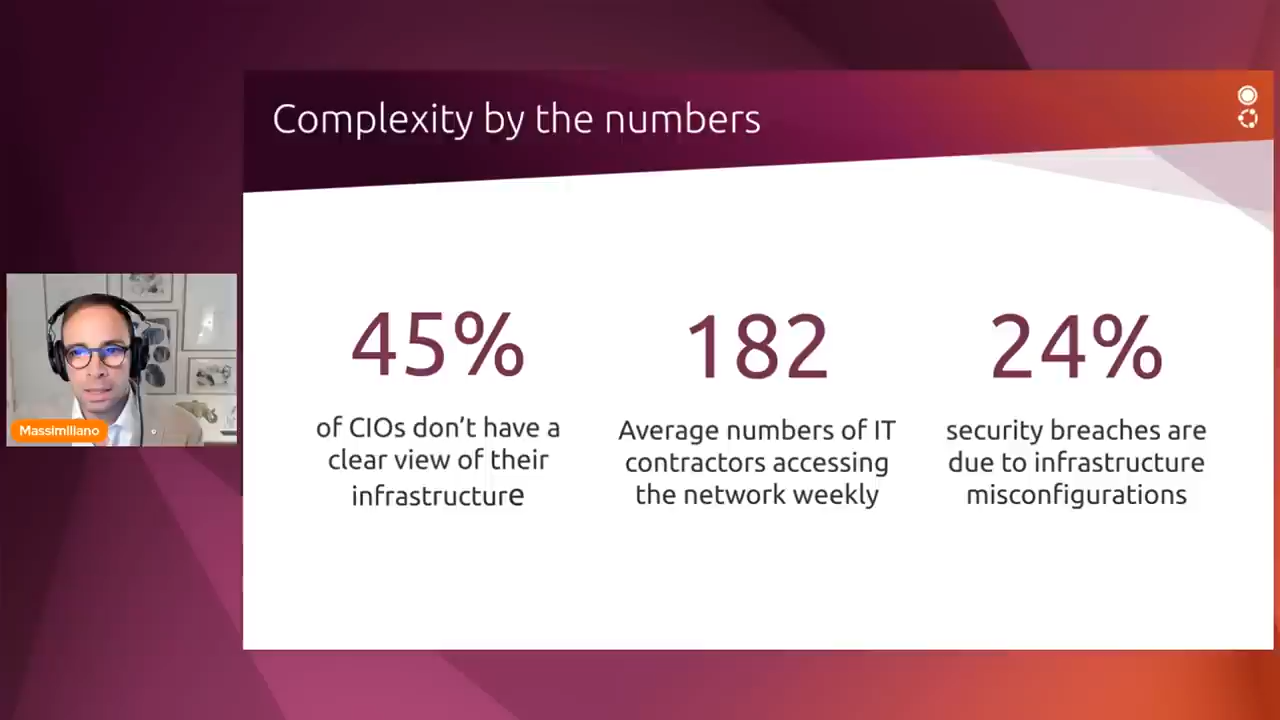 Complexity by the numbers
45%
of CIOs don't have a
clear view of their
infrastructure
182
Average numbers of IT
contractors accessing
the network weekly
24%
security breaches are
due to infrastructure
misconfigurations
Massimiliano